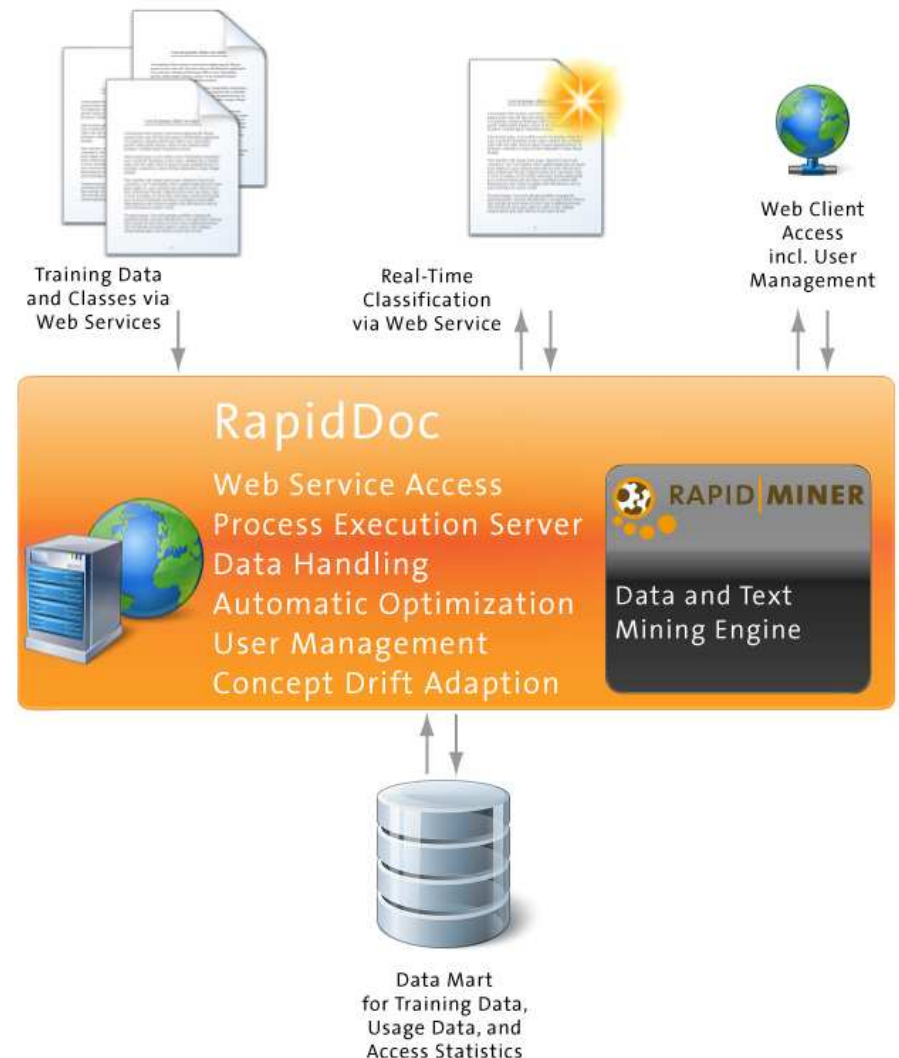 Training Data
and Classes via
Web Services
Real-Time
Classification
via Web Service
Web Client
Access
incl. User
Management
RapidDoc
Web Service Access
Process Execution Server
Data Handling
Automatic Optimization
User Management
Concept Drift Adaption
RAPID MINER
Data and Text
Mining Engine
Data Mart
for Training Data,
Usage Data, and
Access Statistics